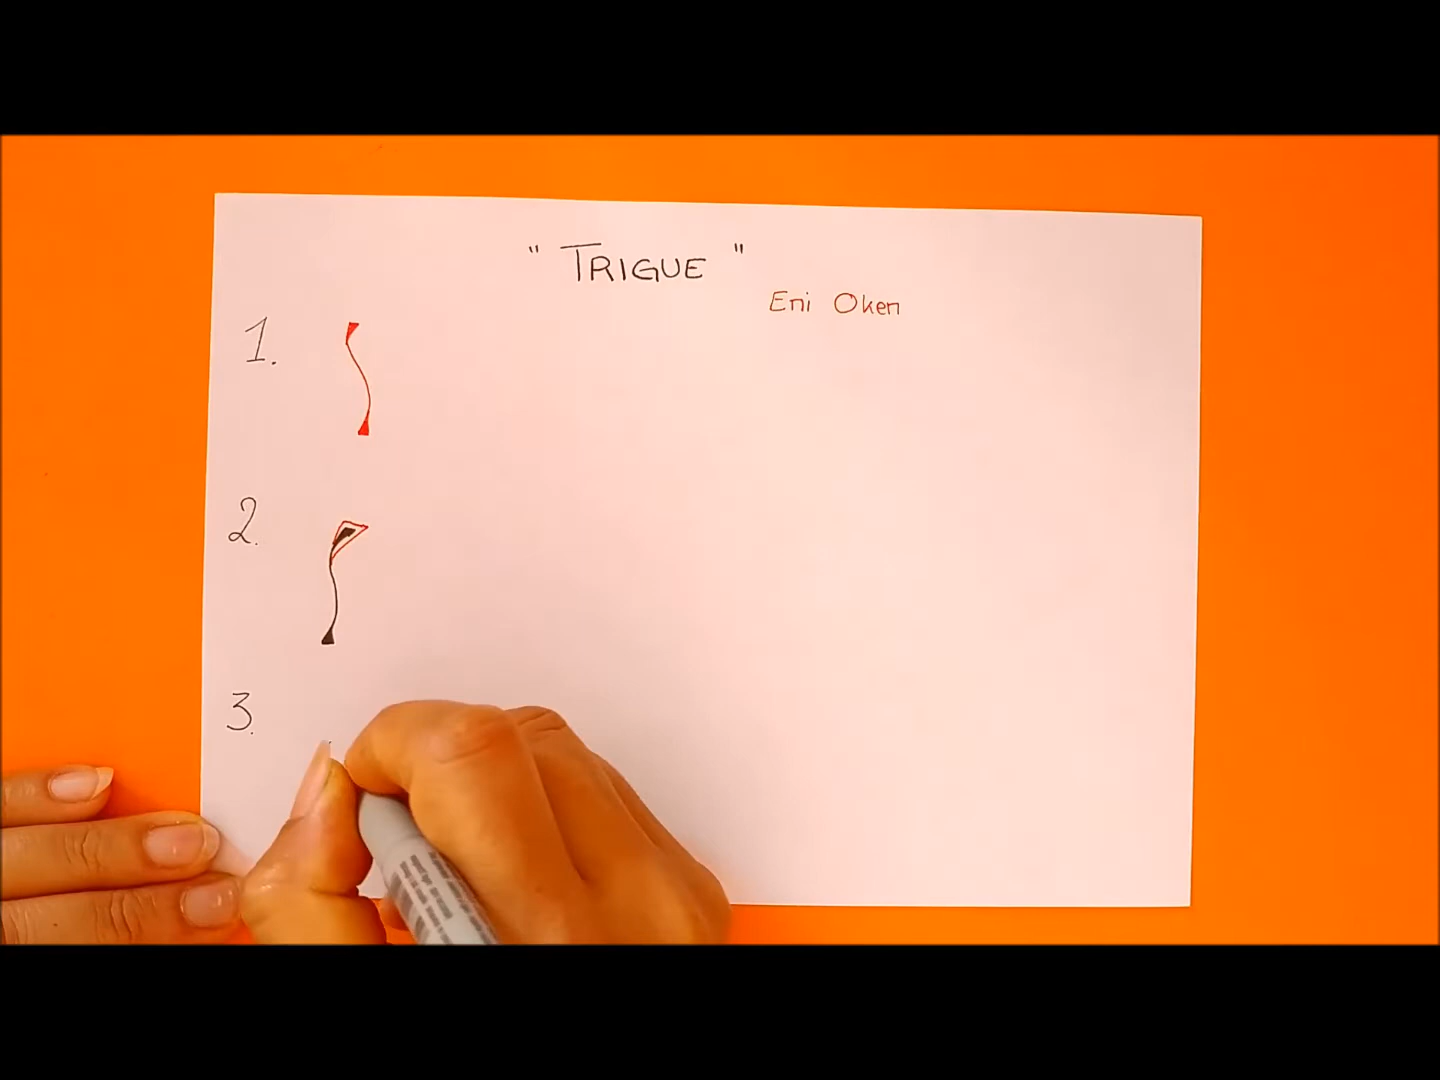 " TRIGUE "
Eni Oken
1.
2.
3.